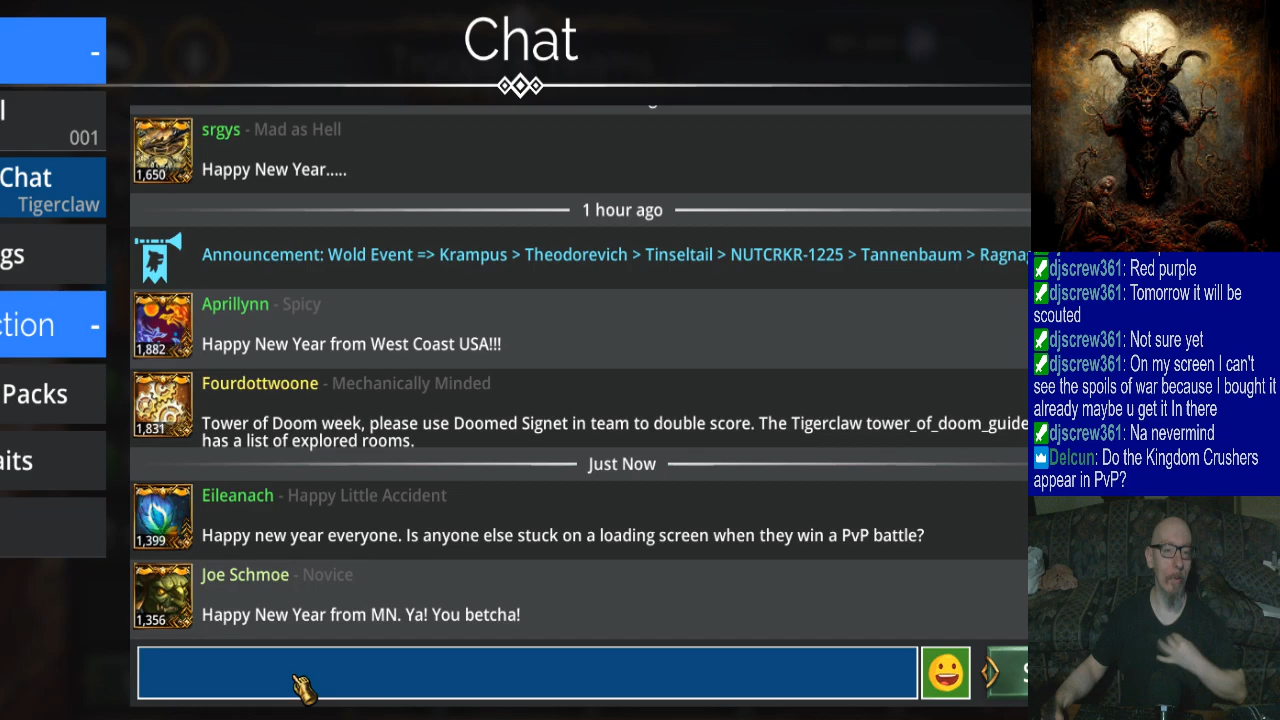 Chat
-
l
001
Chat
Tigerclaw
gs
ction -
Packs
aits
srgys - Mad as Hell
1,650
Happy New Year.....
1 hour ago
Announcement: Wold Event => Krampus > Theodorevich > Tinseltail > NUTCRKR-1225 > Tannenbaum > Ragna
Aprillynn - Spicy
1,882
Happy New Year from West Coast USA!!!
Fourdottwoone - Mechanically Minded
1,831
Tower of Doom week, please use Doomed Signet in team to double score. The Tigerclaw tower_of_doom_guide
has a list of explored rooms.
Just Now
Eileanach - Happy Little Accident
1,399
Happy new year everyone. Is anyone else stuck on a loading screen when they win a PvP battle?
Joe Schmoe - Novice
1,356
Happy New Year from MN. Ya! You betcha!
S
djscrew361: Red purple
djscrew361: Tomorrow it will be
scouted
djscrew361: Not sure yet
djscrew361: On my screen I can't
see the spoils of war because I bought it
already maybe u get it In there
djscrew361: Na nevermind
Delcun: Do the Kingdom Crushers
appear in PvP?